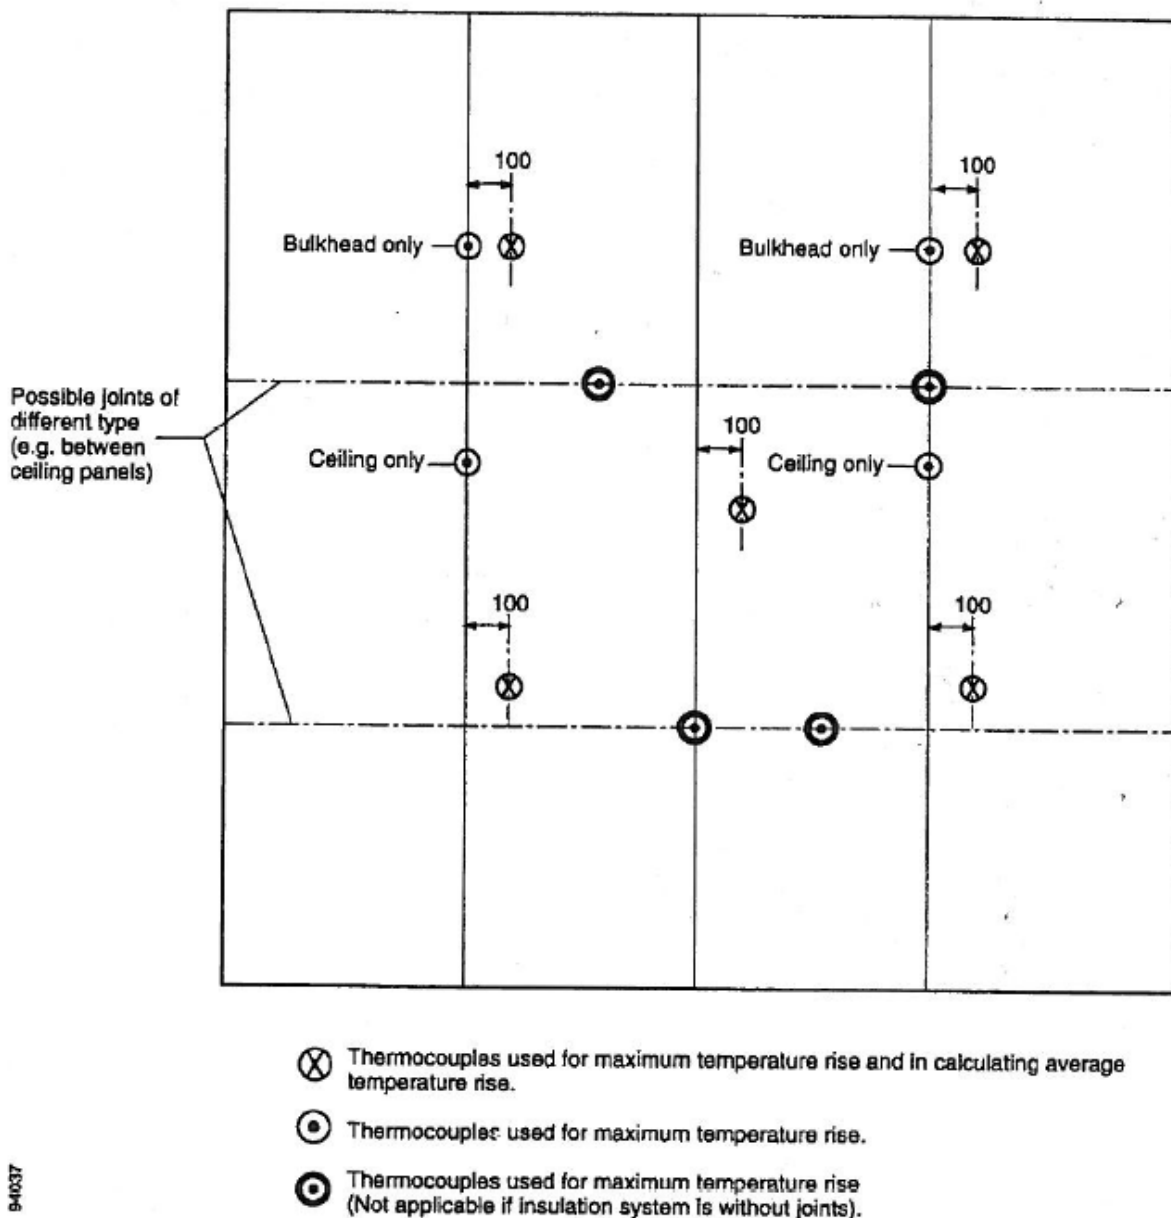 100
100
Bulkhead only
Bulkhead only
Possible joints of
different type
(e.g. between
ceiling panels)
100
Ceiling only
Ceiling only
100
100
Thermocouples used for maximum temperature rise and in calculating average
temperature rise.
Thermocouples used for maximum temperature rise.
Thermocouples used for maximum temperature rise
(Not applicable if insulation system is without joints).
94037